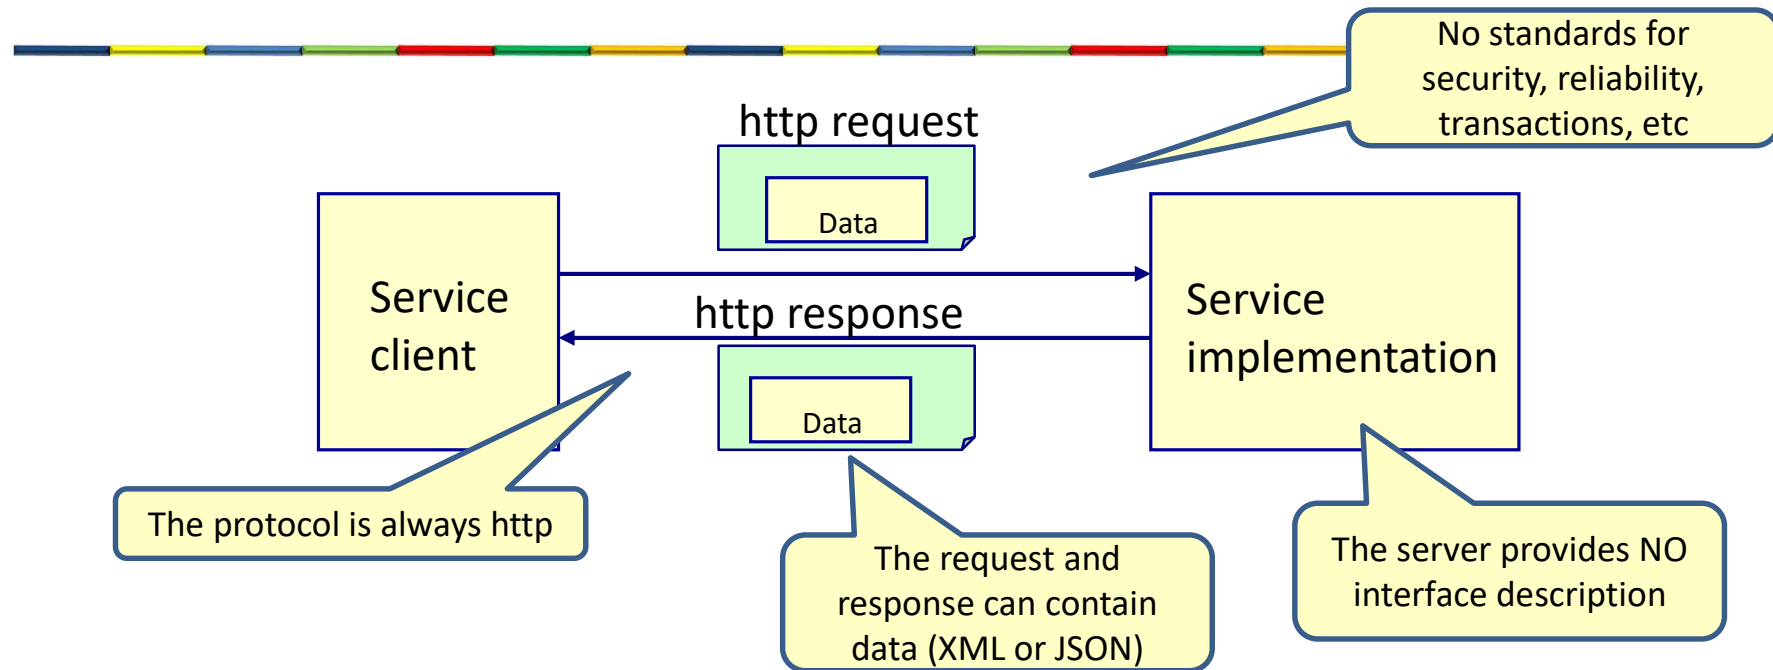 No standards for
security, reliability,
transactions, etc
http request
Data
Service
client
http response
Service
implementation
Data
The protocol is always http
The request and
response can contain
data (XML or JSON)
The server provides NO
interface description